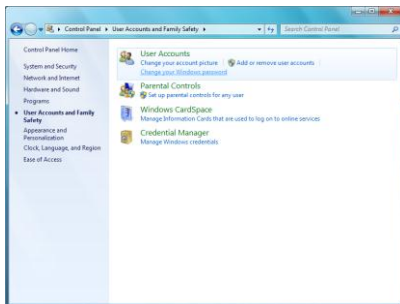 Control Panel ▸ User Accounts and Family Safety ▸
Search Control Panel
Control Panel Home
System and Security
Network and Internet
Hardware and Sound
Programs
User Accounts and Family
Safety
Appearance and
Personalization
Clock, Language, and Region
Ease of Access
User Accounts
Change your account picture
Add or remove user accounts
Change your Windows password
Parental Controls
Set up parental controls for any user
Windows CardSpace
Manage Information Cards that are used to log on to online services
Credential Manager
Manage Windows credentials